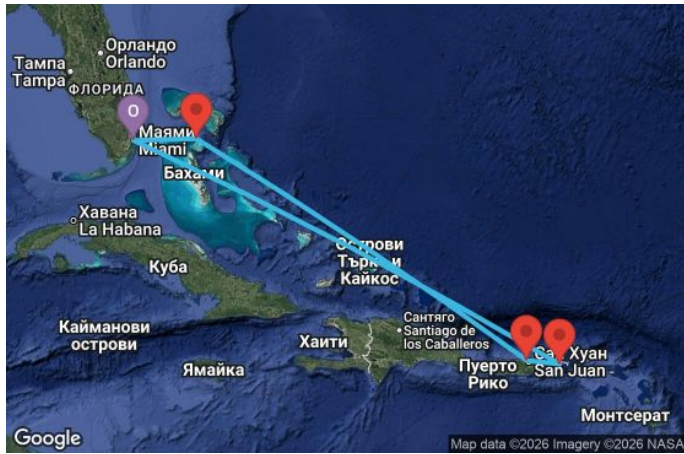 Орландо
Orlando
Тампа
Tampa
ФЛОРИДА
O
Маями
Miami
Бахами
Хавана
La Habana
Куба
Острови
Търкс и
Кайкос
Кайманови
острови
Ямайка
Хаити
Сантяго
Santiago de
los Caballeros
Пуерто
Рико
Сан Хуан
San Juan
Монтсерат
Google
Map data ©2026 Imagery ©2026 NASA